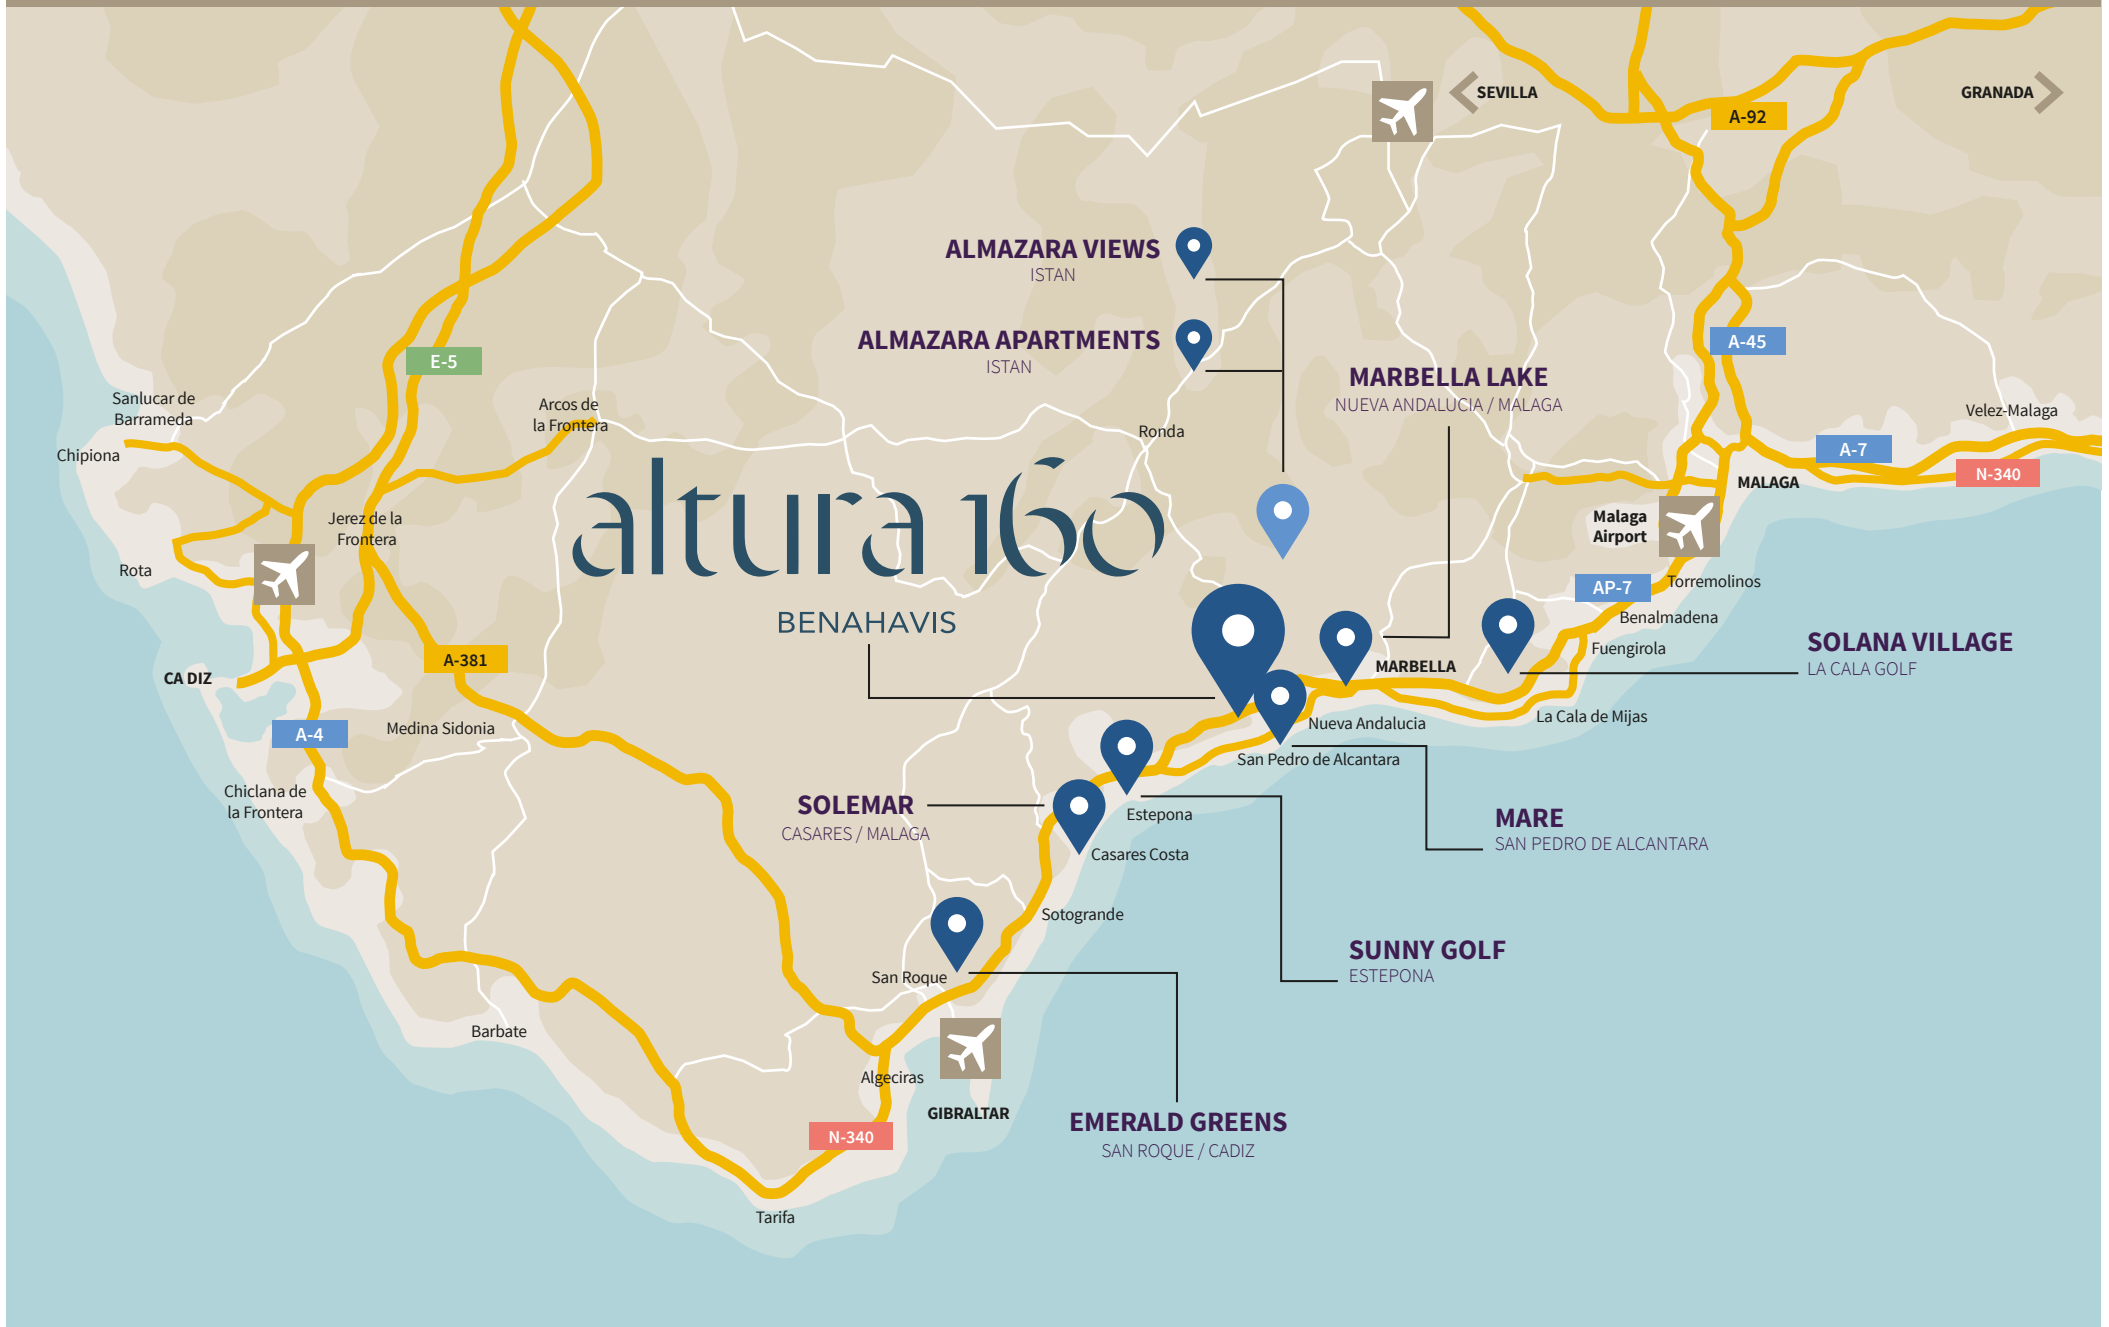 SEVILLA
GRANADA
A-92
ALMAZARA VIEWS
ISTAN
ALMAZARA APARTMENTS
ISTAN
A-45
E-5
MARBELLA LAKE
NUEVA ANDALUCIA / MALAGA
Sanlucar de
Barrameda
Arcos de
la Frontera
Velez-Malaga
Ronda
Chipiona
A-7
N-340
MALAGA
altura 160
BENAHAVIS
Jerez de la
Frontera
Malaga
Airport
Rota
Torremolinos
AP-7
Benalmadena
Fuengirola
SOLANA VILLAGE
LA CALA GOLF
A-381
MARBELLA
CA DIZ
La Cala de Mijas
Nueva Andalucia
Medina Sidonia
A-4
San Pedro de Alcantara
Chiclana de
la Frontera
SOLEMAR
CASARES / MALAGA
Estepona
MARE
SAN PEDRO DE ALCANTARA
Casares Costa
Sotogrande
SUNNY GOLF
ESTEPONA
San Roque
Barbate
Algeciras
GIBRALTAR
EMERALD GREENS
SAN ROQUE / CADIZ
N-340
Tarifa